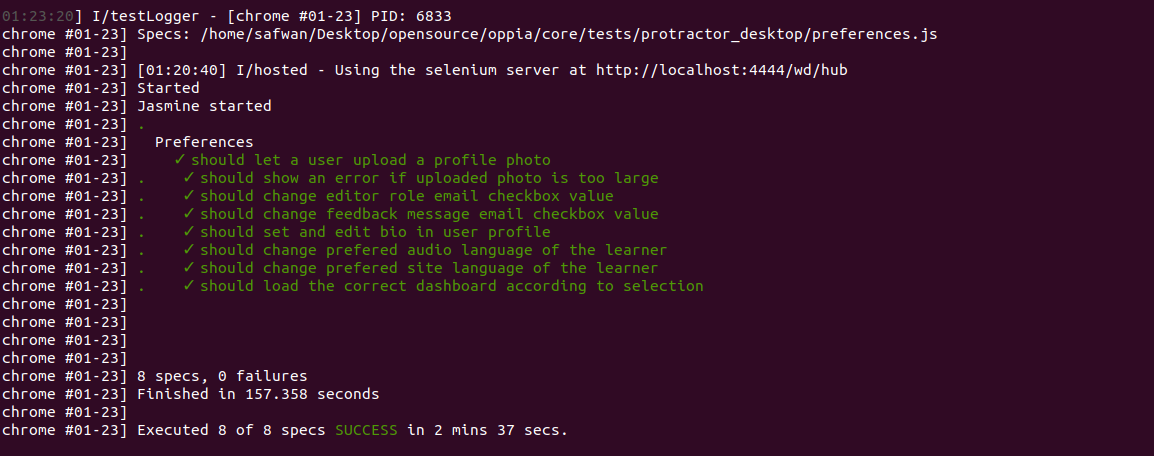 01:23:20] I/testLogger - [chrome #01-23] PID: 6833
chrome #01-23] Specs: /home/safwan/Desktop/opensource/oppia/core/tests/protractor_desktop/preferences.js
chrome #01-23]
chrome #01-23] [01:20:40] I/hosted - Using the selenium server at http://localhost:4444/wd/hub
chrome #01-23] Started
chrome #01-23] Jasmine started
chrome #01-23] .
chrome #01-23]   Preferences
chrome #01-23]     ✓ should let a user upload a profile photo
chrome #01-23] .    ✓ should show an error if uploaded photo is too large
chrome #01-23] .    ✓ should change editor role email checkbox value
chrome #01-23] .    ✓ should change feedback message email checkbox value
chrome #01-23] .    ✓ should set and edit bio in user profile
chrome #01-23] .    ✓ should change prefered audio language of the learner
chrome #01-23] .    ✓ should change prefered site language of the learner
chrome #01-23] .    ✓ should load the correct dashboard according to selection
chrome #01-23]
chrome #01-23]
chrome #01-23]
chrome #01-23]
chrome #01-23] 8 specs, 0 failures
chrome #01-23] Finished in 157.358 seconds
chrome #01-23]
chrome #01-23] Executed 8 of 8 specs SUCCESS in 2 mins 37 secs.